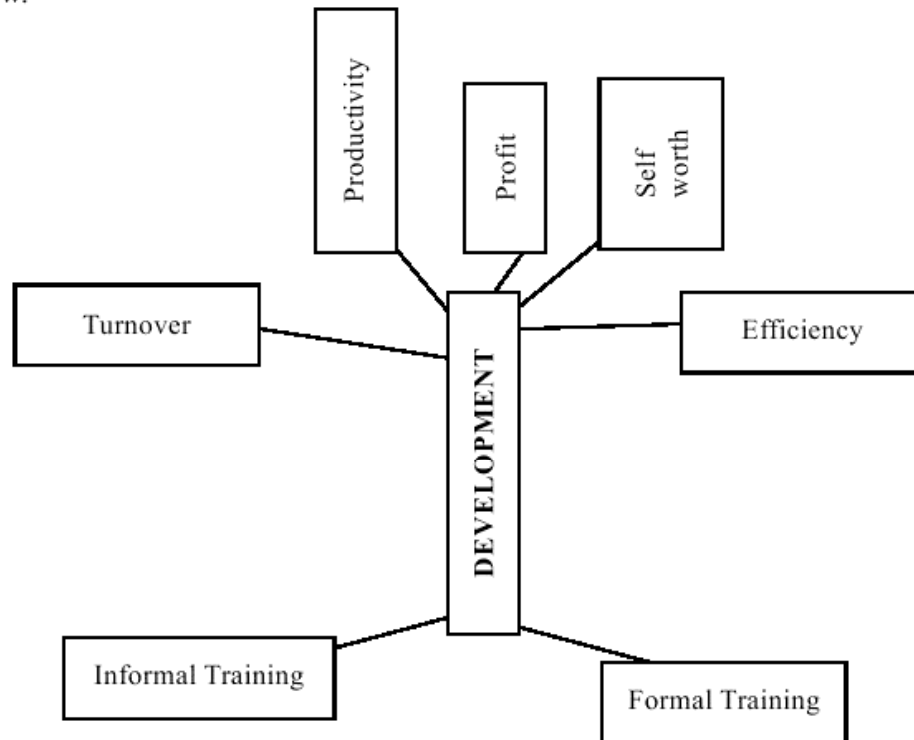 Productivity
Profit
Self
worth
Turnover
Efficiency
DEVELOPMENT
Informal Training
Formal Training